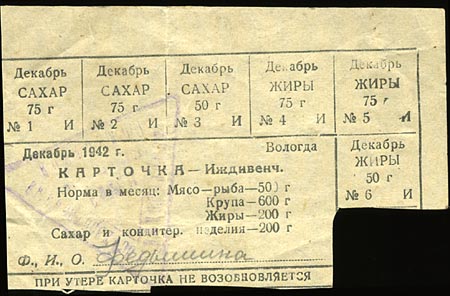 Декабрь Декабрь Декабрь Декабрь Декабрь
САХАР САХАР САХАР ЖИРЫ ЖИРЫ
75 г 75 г 50 г 75 г 75 г
№ 1 И № 2 И № 3 И № 4 И № 5 И
Декабрь 1942 г. Вологда Декабрь
КАРТОЧКА—Иждивенч. ЖИРЫ
Норма в месяц: Мясо—рыба—500 г 50 г
Крупа—600 г № 6 И
Жиры—200 г
Сахар и кондитер. изделия—200 г
Ф., И., О.
ПРИ УТЕРЕ КАРТОЧКА НЕ ВОЗОБНОВЛЯЕТСЯ